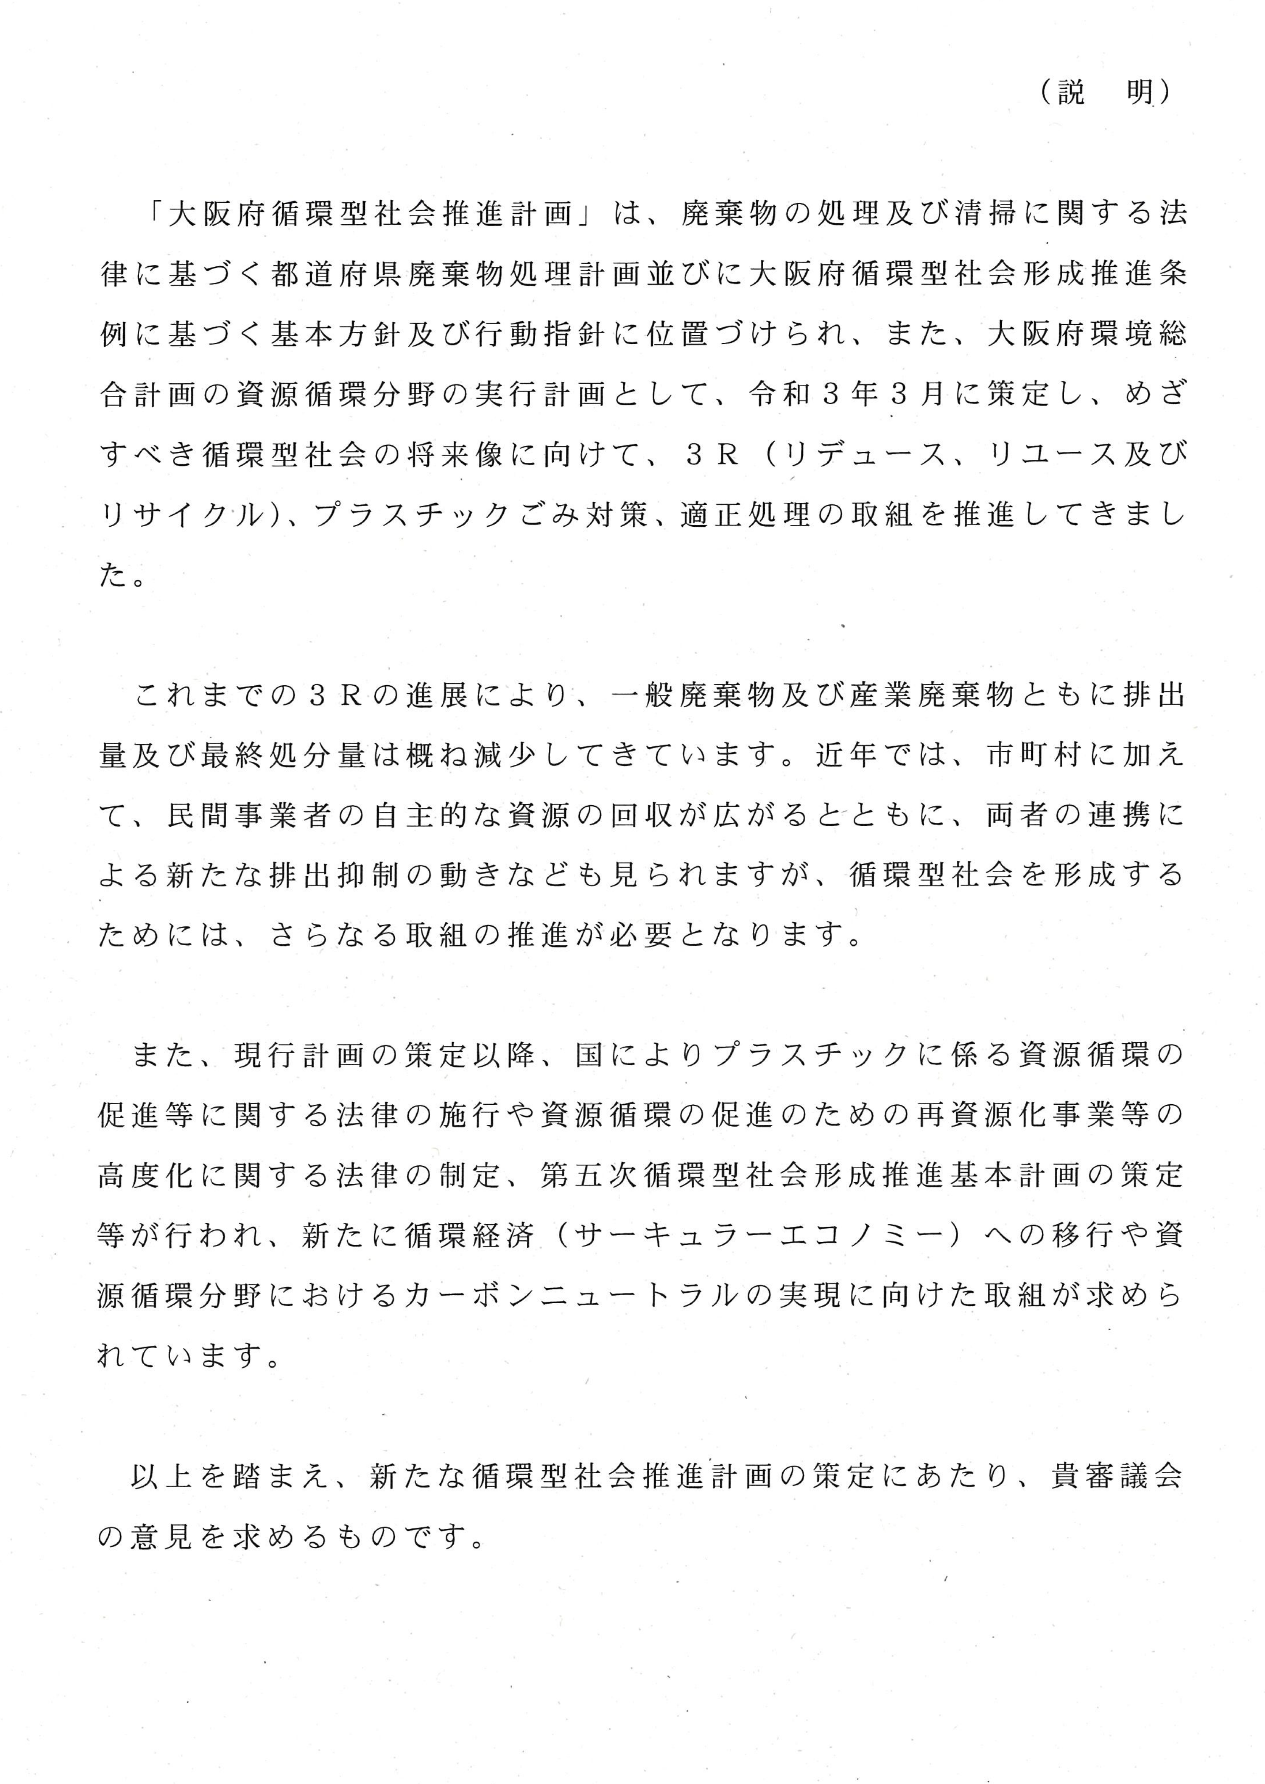 （説　明）
「大阪府循環型社会推進計画」は、廃棄物の処理及び清掃に関する法
律に基づく都道府県廃棄物処理計画並びに大阪府循環型社会形成推進条
例に基づく基本方針及び行動指針に位置づけられ、また、大阪府環境総
合計画の資源循環分野の実行計画として、令和３年３月に策定し、めざ
すべき循環型社会の将来像に向けて、３Ｒ（リデュース、リユース及び
リサイクル）、プラスチックごみ対策、適正処理の取組を推進してきまし
た。
これまでの３Ｒの進展により、一般廃棄物及び産業廃棄物ともに排出
量及び最終処分量は概ね減少してきています。近年では、市町村に加え
て、民間事業者の自主的な資源の回収が広がるとともに、両者の連携に
よる新たな排出抑制の動きなども見られますが、循環型社会を形成する
ためには、さらなる取組の推進が必要となります。
また、現行計画の策定以降、国によりプラスチックに係る資源循環の
促進等に関する法律の施行や資源循環の促進のための再資源化事業等の
高度化に関する法律の制定、第五次循環型社会形成推進基本計画の策定
等が行われ、新たに循環経済（サーキュラーエコノミー）への移行や資
源循環分野におけるカーボンニュートラルの実現に向けた取組が求めら
れています。
以上を踏まえ、新たな循環型社会推進計画の策定にあたり、貴審議会
の意見を求めるものです。